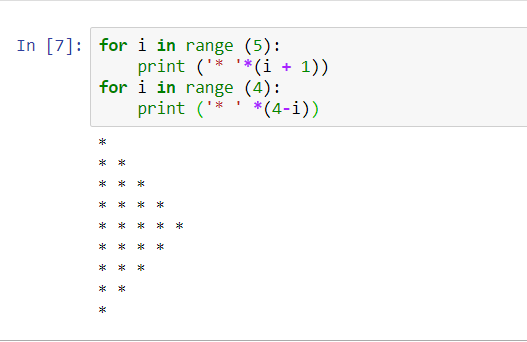 In [7]: for i in range (5):
print ('* '*(i + 1))
for i in range (4):
print ('* ' *(4-i))
*
* *
* * *
* * * *
* * * * *
* * * *
* * *
* *
*